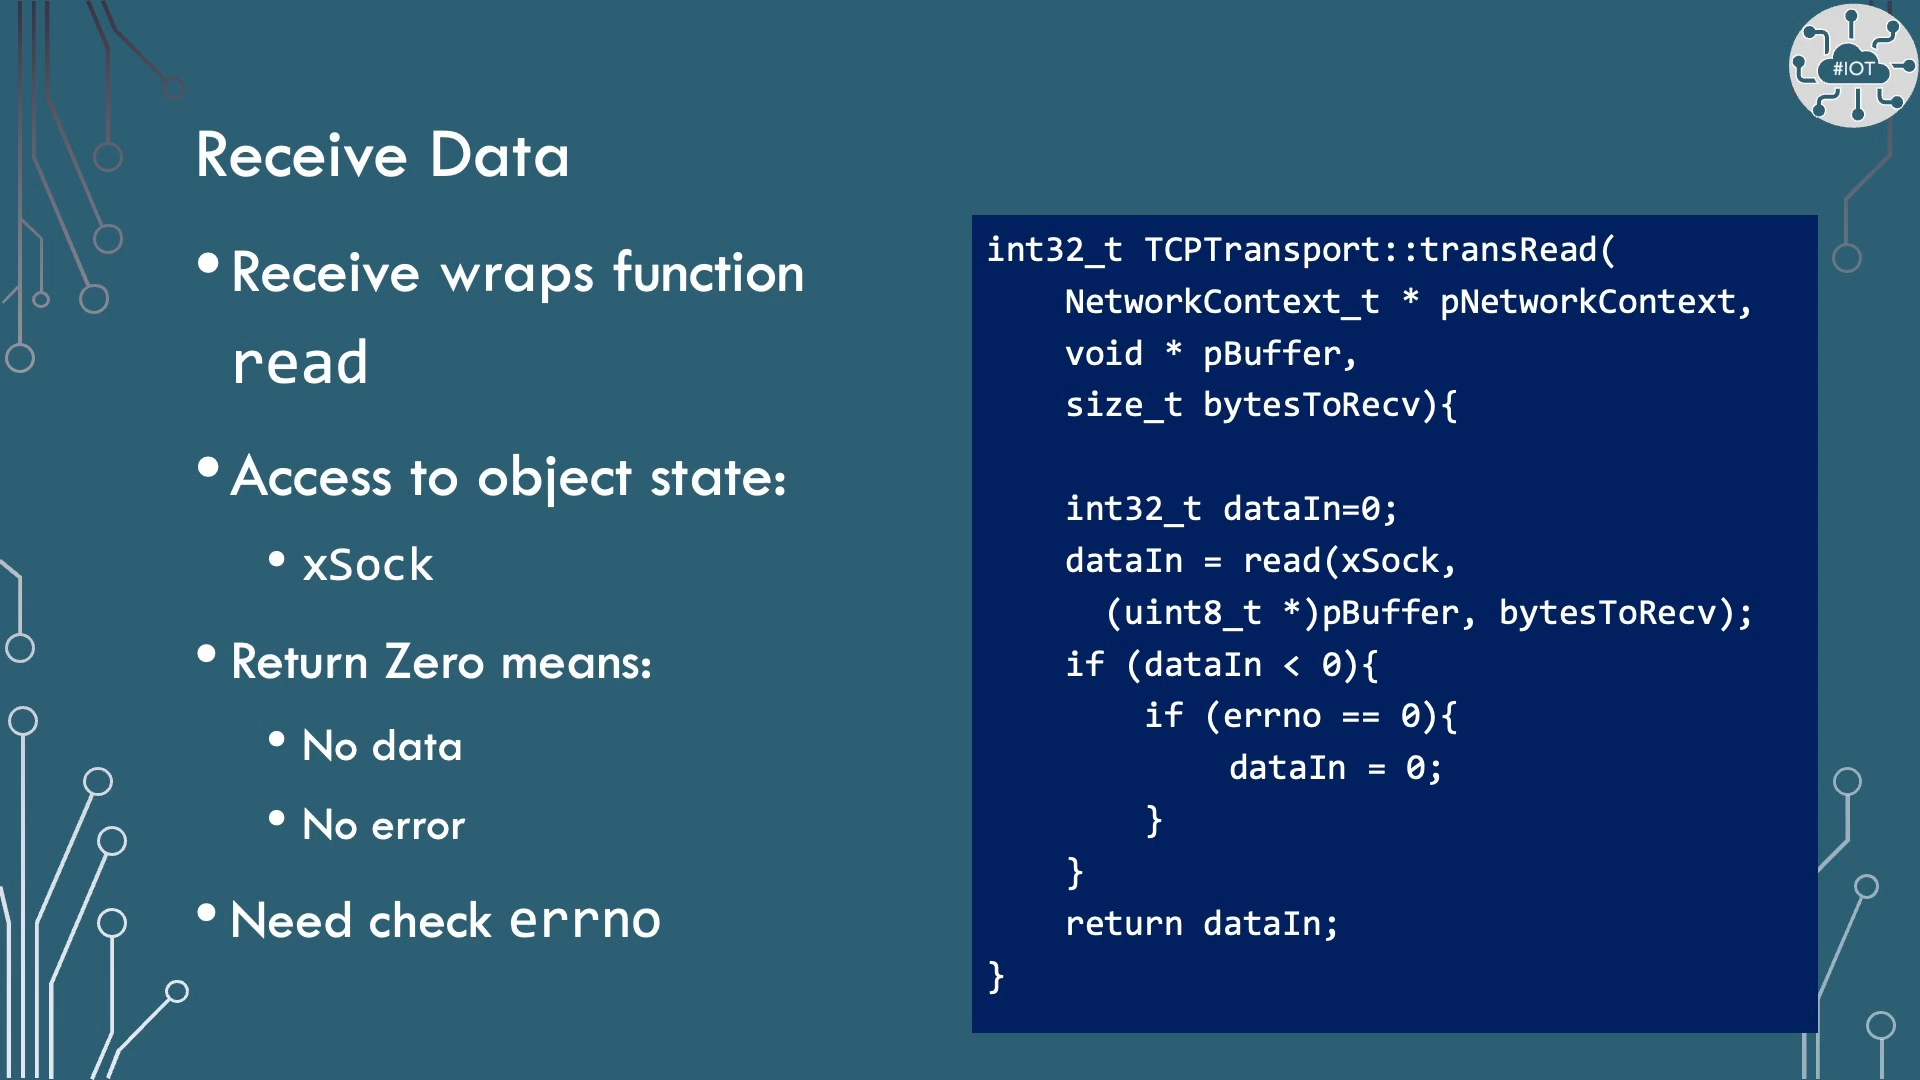 #IOT
Receive Data
• Receive wraps function
read
• Access to object state:
• xSock
• Return Zero means:
• No data
• No error
• Need check errno
int32_t TCPTransport::transRead(
    NetworkContext_t * pNetworkContext,
    void * pBuffer,
    size_t bytesToRecv){
    int32_t dataIn=0;
    dataIn = read(xSock,
      (uint8_t *)pBuffer, bytesToRecv);
    if (dataIn < 0){
        if (errno == 0){
            dataIn = 0;
        }
    }
    return dataIn;
}